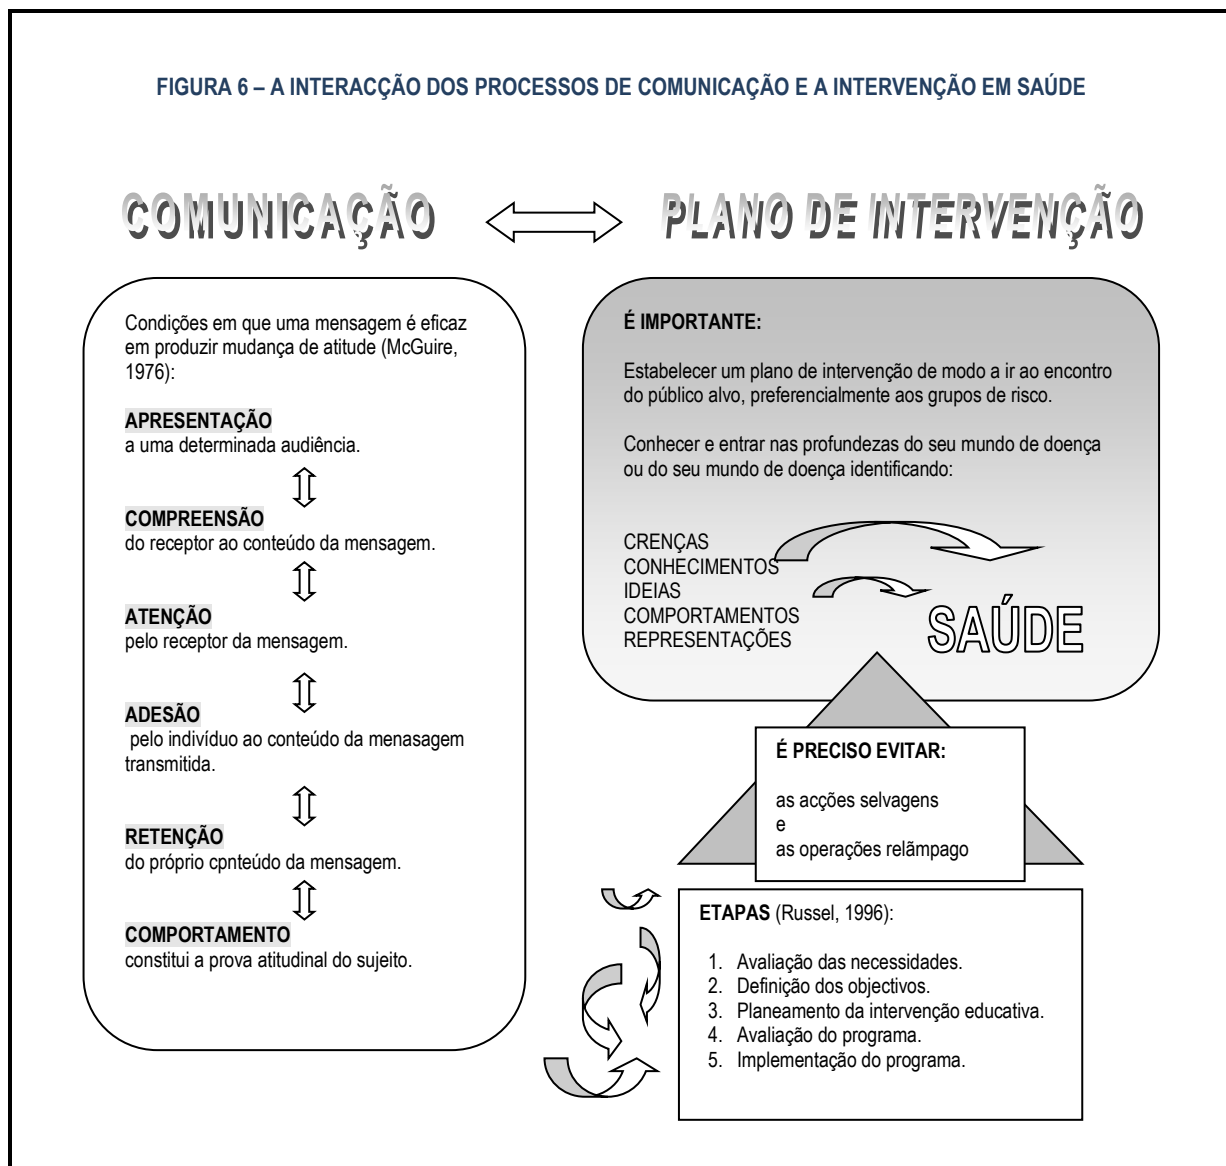 FIGURA 6 – A INTERACÇÃO DOS PROCESSOS DE COMUNICAÇÃO E A INTERVENÇÃO EM SAÚDE
COMUNICAÇÃO
PLANO DE INTERVENÇÃO
Condições em que uma mensagem é eficaz
em produzir mudança de atitude (McGuire,
1976):
APRESENTAÇÃO
a uma determinada audiência.
COMPREENSÃO
do receptor ao conteúdo da mensagem.
ATENÇÃO
pelo receptor da mensagem.
ADESÃO
pelo indivíduo ao conteúdo da menasagem
transmitida.
RETENÇÃO
do próprio cpnteúdo da mensagem.
COMPORTAMENTO
constitui a prova atitudinal do sujeito.
É IMPORTANTE:
Estabelecer um plano de intervenção de modo a ir ao encontro
do público alvo, preferencialmente aos grupos de risco.
Conhecer e entrar nas profundezas do seu mundo de doença
ou do seu mundo de doença identificando:
CRENÇAS
CONHECIMENTOS
IDEIAS
COMPORTAMENTOS
REPRESENTAÇÕES
SAÚDE
É PRECISO EVITAR:
as acções selvagens
e
as operações relãmpago
ETAPAS (Russel, 1996):
1. Avaliação das necessidades.
2. Definição dos objectivos.
3. Planeamento da intervenção educativa.
4. Avaliação do programa.
5. Implementação do programa.